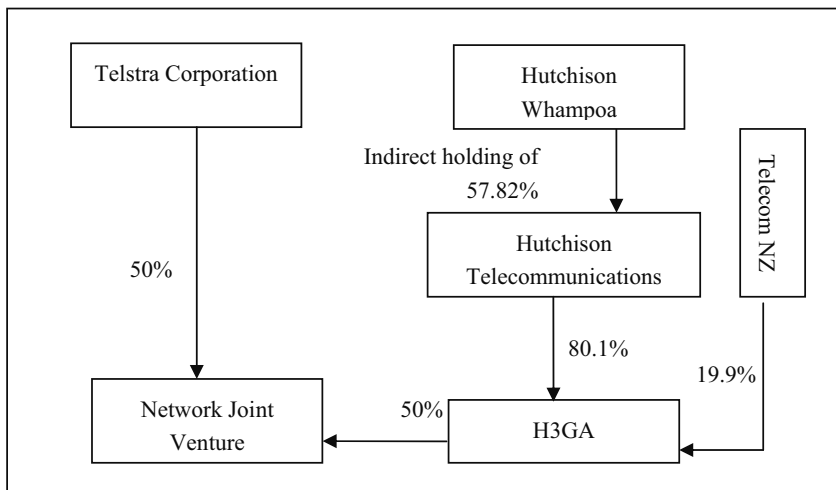 Telstra Corporation
Hutchison
Whampoa
Telecom NZ
Indirect holding of
57.82%
Hutchison
Telecommunications
50%
80.1%
19.9%
Network Joint
Venture
50%
H3GA